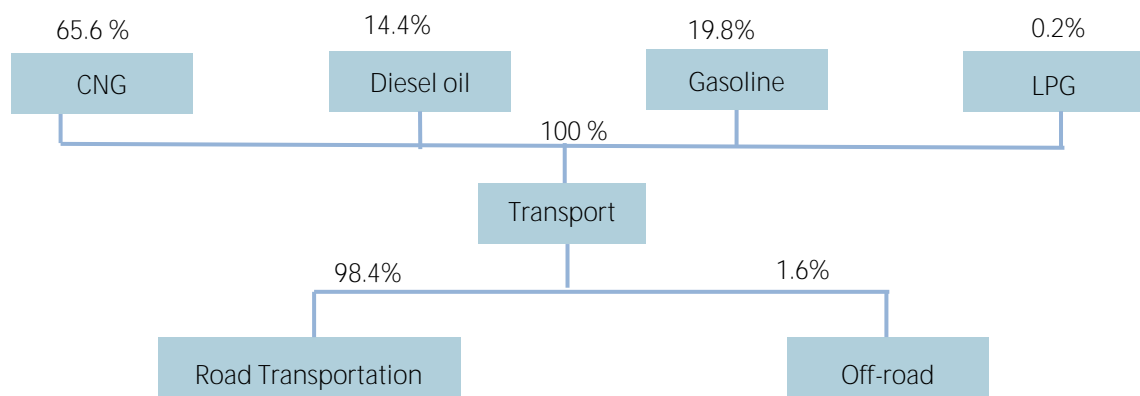 65.6 %
14.4%
19.8%
0.2%
CNG
Diesel oil
Gasoline
LPG
100 %
Transport
98.4%
1.6%
Road Transportation
Off-road